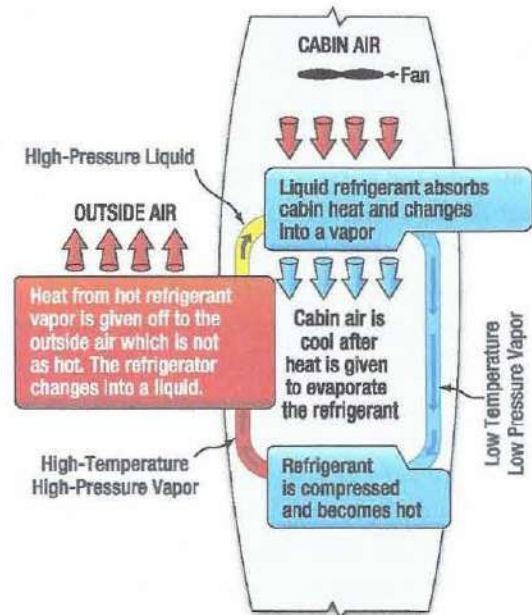 CABIN AIR
Fan
High-Pressure Liquid
Liquid refrigerant absorbs
cabin heat and changes
into a vapor
OUTSIDE AIR
Heat from hot refrigerant
vapor is given off to the
outside air which is not
as hot. The refrigerator
changes into a liquid.
Cabin air is
cool after
heat is given
to evaporate
the refrigerant
Low Temperature
Low Pressure Vapor
High-Temperature
High-Pressure Vapor
Refrigerant
is compressed
and becomes hot